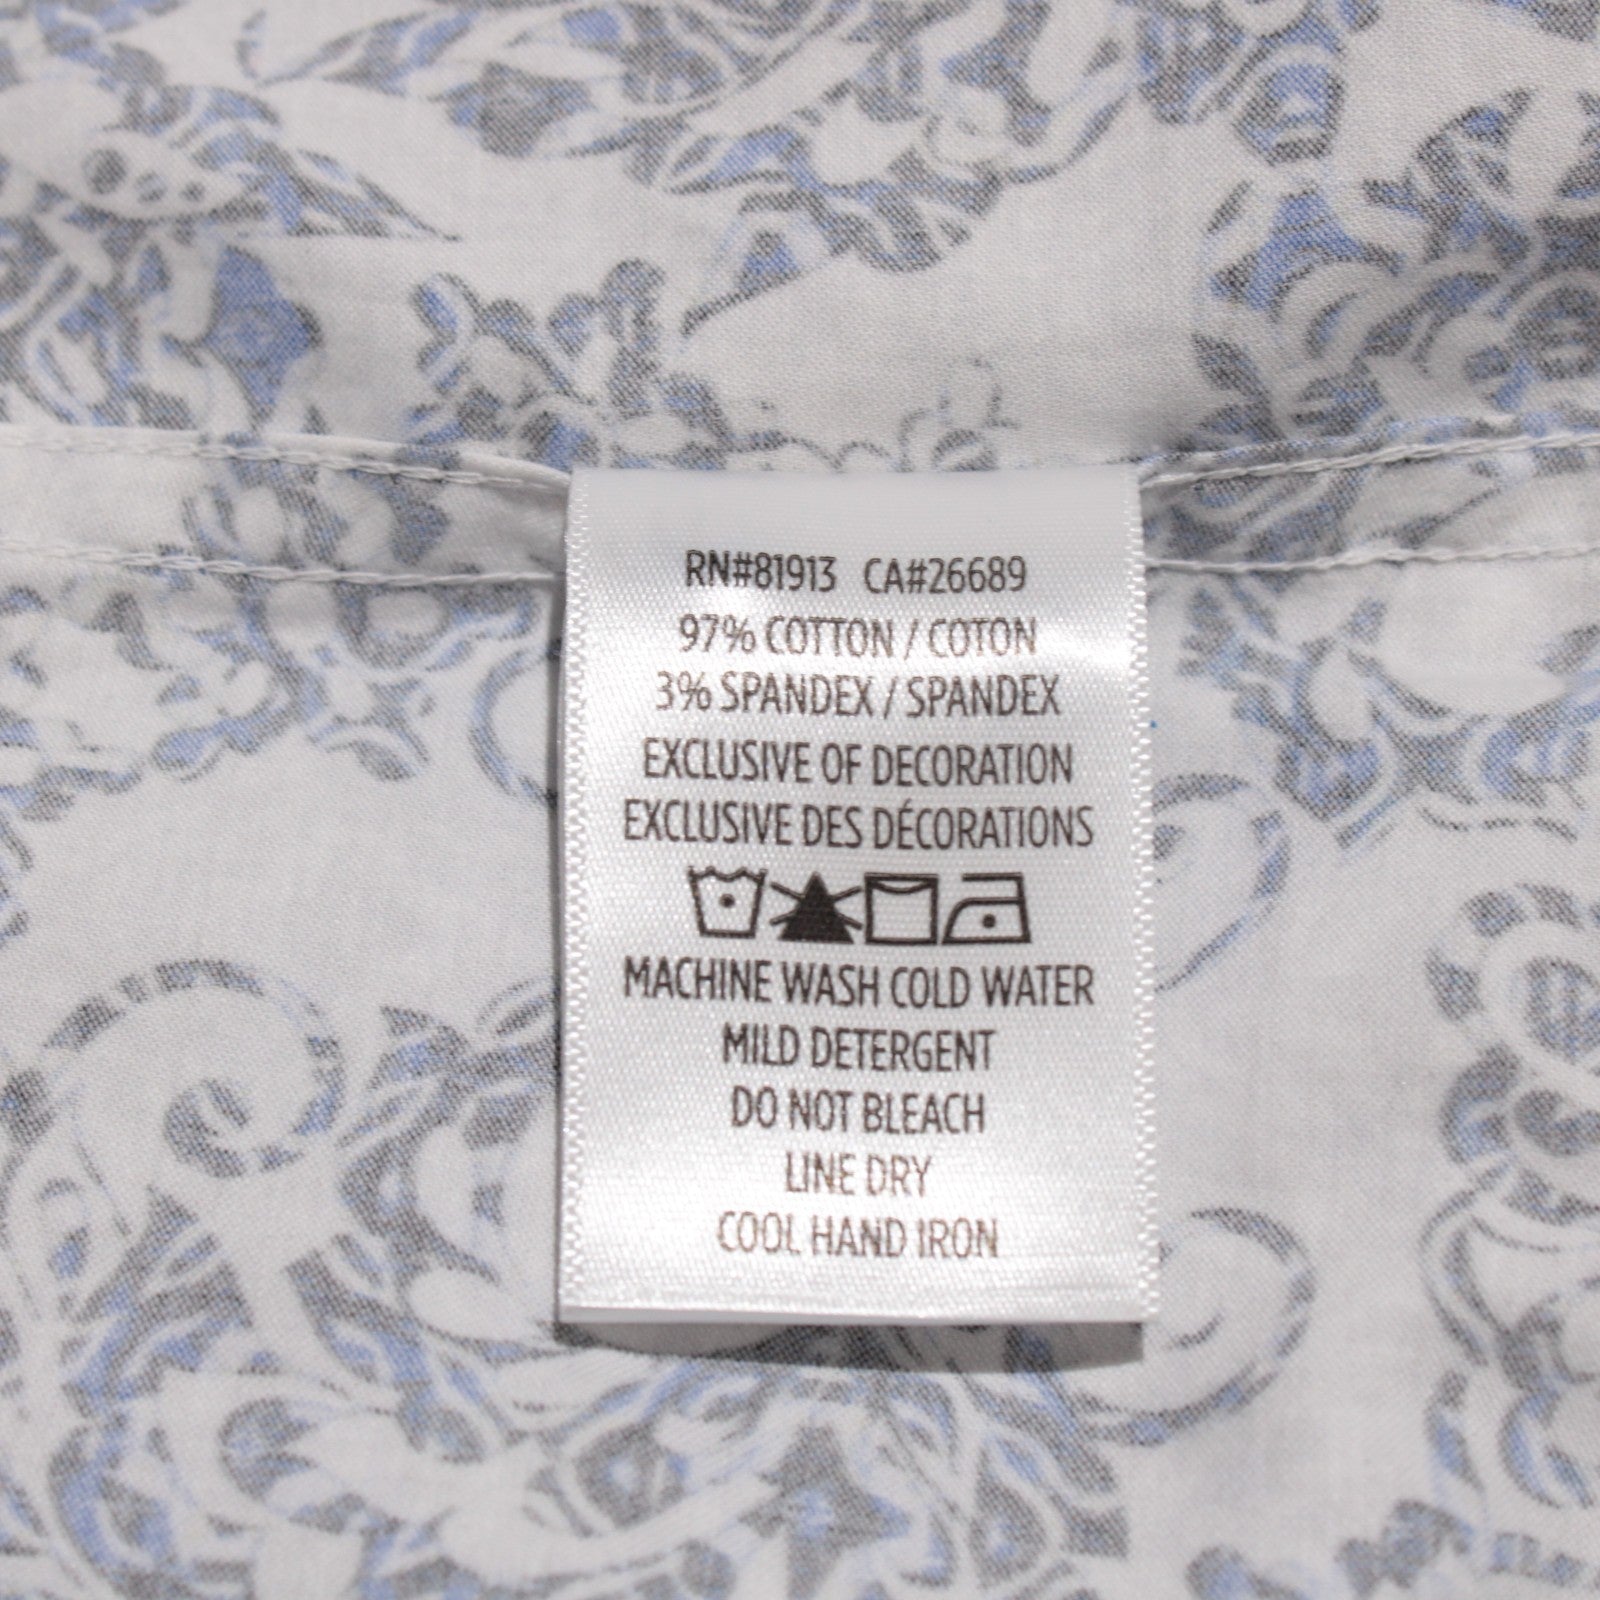 RN#81913 CA#26689
97% COTTON / COTON
3% SPANDEX / SPANDEX
EXCLUSIVE OF DECORATION
EXCLUSIVE DES DÉCORATIONS
MACHINE WASH COLD WATER
MILD DETERGENT
DO NOT BLEACH
LINE DRY
COOL HAND IRON